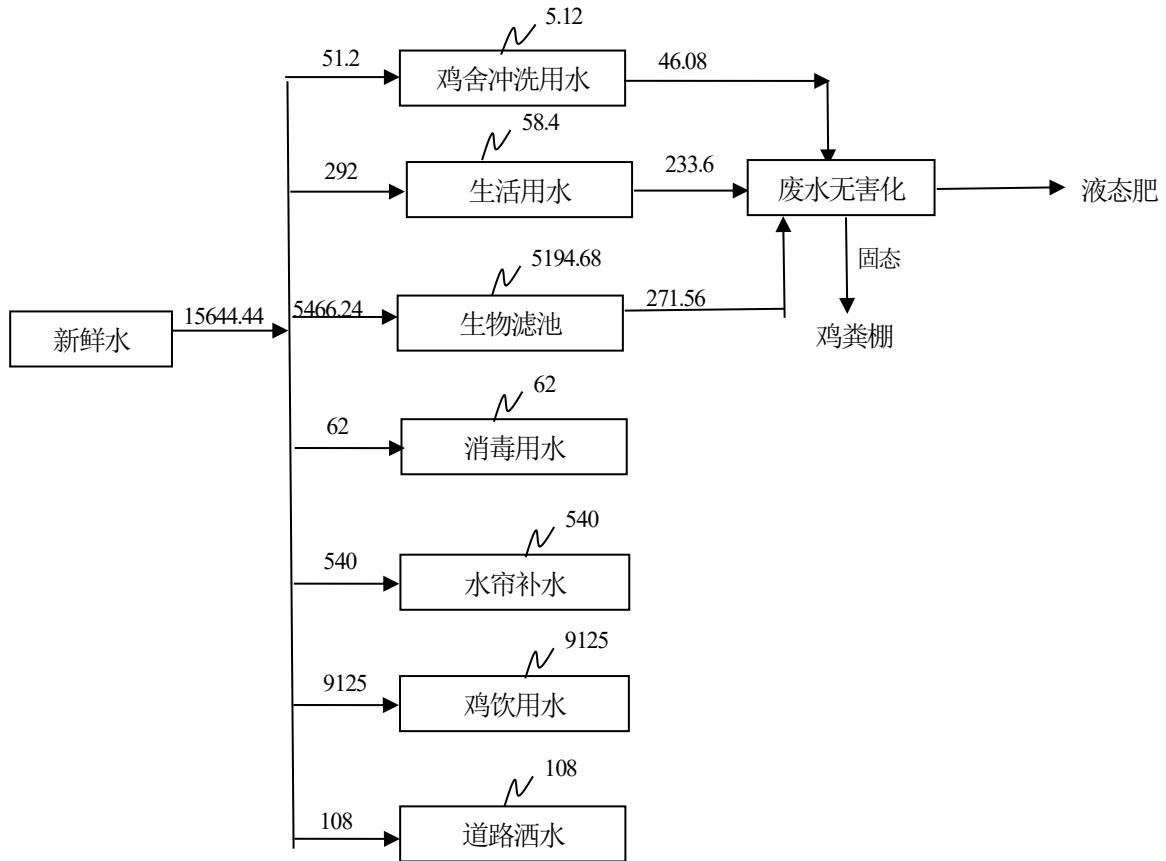 5.12
51.2
鸡舍冲洗用水
46.08
58.4
292
生活用水
233.6
废水无害化
液态肥
固态
鸡粪棚
5194.68
5466.24
生物滤池
271.56
新鲜水
15644.44
62
62
消毒用水
540
540
水帘补水
9125
9125
鸡饮用水
108
108
道路洒水